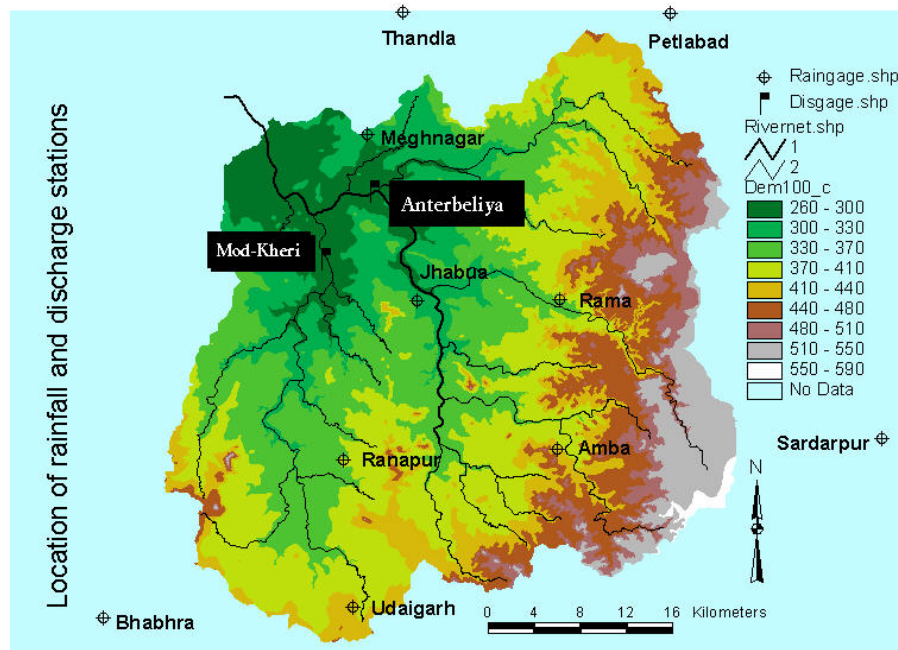 Location of rainfall and discharge stations
Thandla
Petlabad
Meghnagar
Anterbeliya
Mod-Kheri
Jhabua
Rama
Ranapur
Amba
Sardarpur
Udaigarh
Bhabhra
Raingage.shp
Disgage.shp
Rivernet.shp
1
2
Dem100_c
260 - 300
300 - 330
330 - 370
370 - 410
410 - 440
440 - 480
480 - 510
510 - 550
550 - 590
No Data
N
0 4 8 12 16 Kilometers